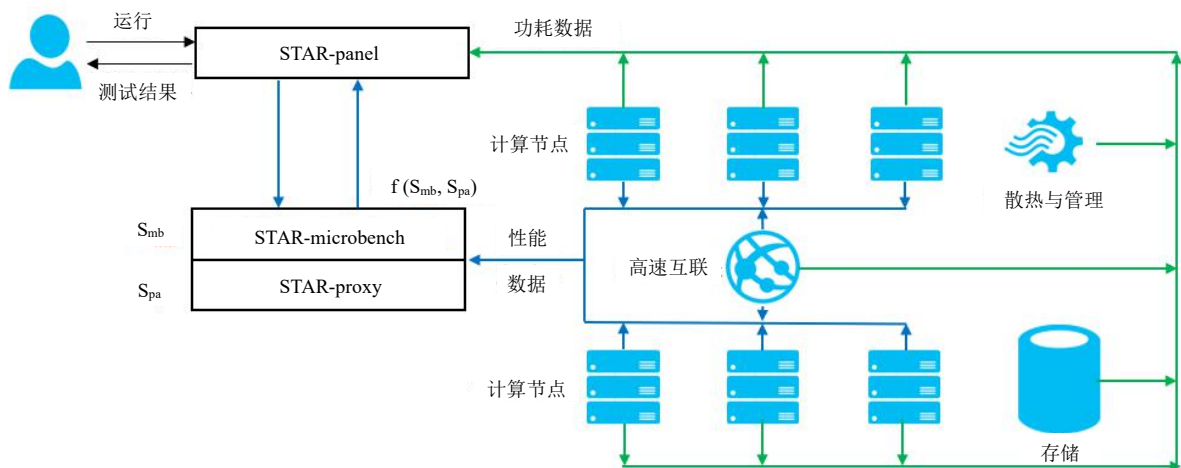 运行
STAR-panel
功耗数据
测试结果
计算节点
f (Smb, Spa)
散热与管理
Smb
STAR-microbench
性能
高速互联
Spa
STAR-proxy
数据
计算节点
存储